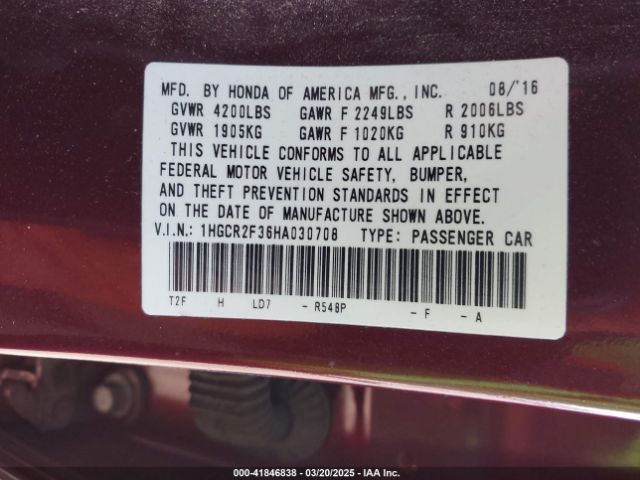 MFD. BY HONDA OF AMERICA MFG., INC. 08/'16
GVWR 4200LBS GAWR F 2249LBS R 2006LBS
GVWR 1905KG GAWR F 1020KG R 910KG
THIS VEHICLE CONFORMS TO ALL APPLICABLE
FEDERAL MOTOR VEHICLE SAFETY, BUMPER,
AND THEFT PREVENTION STANDARDS IN EFFECT
ON THE DATE OF MANUFACTURE SHOWN ABOVE.
V.I.N.: 1HGCR2F36HA030708 TYPE: PASSENGER CAR
T2F H LD7 - R548P - F - A
000-41846838 - 03/20/2025 - IAA Inc.